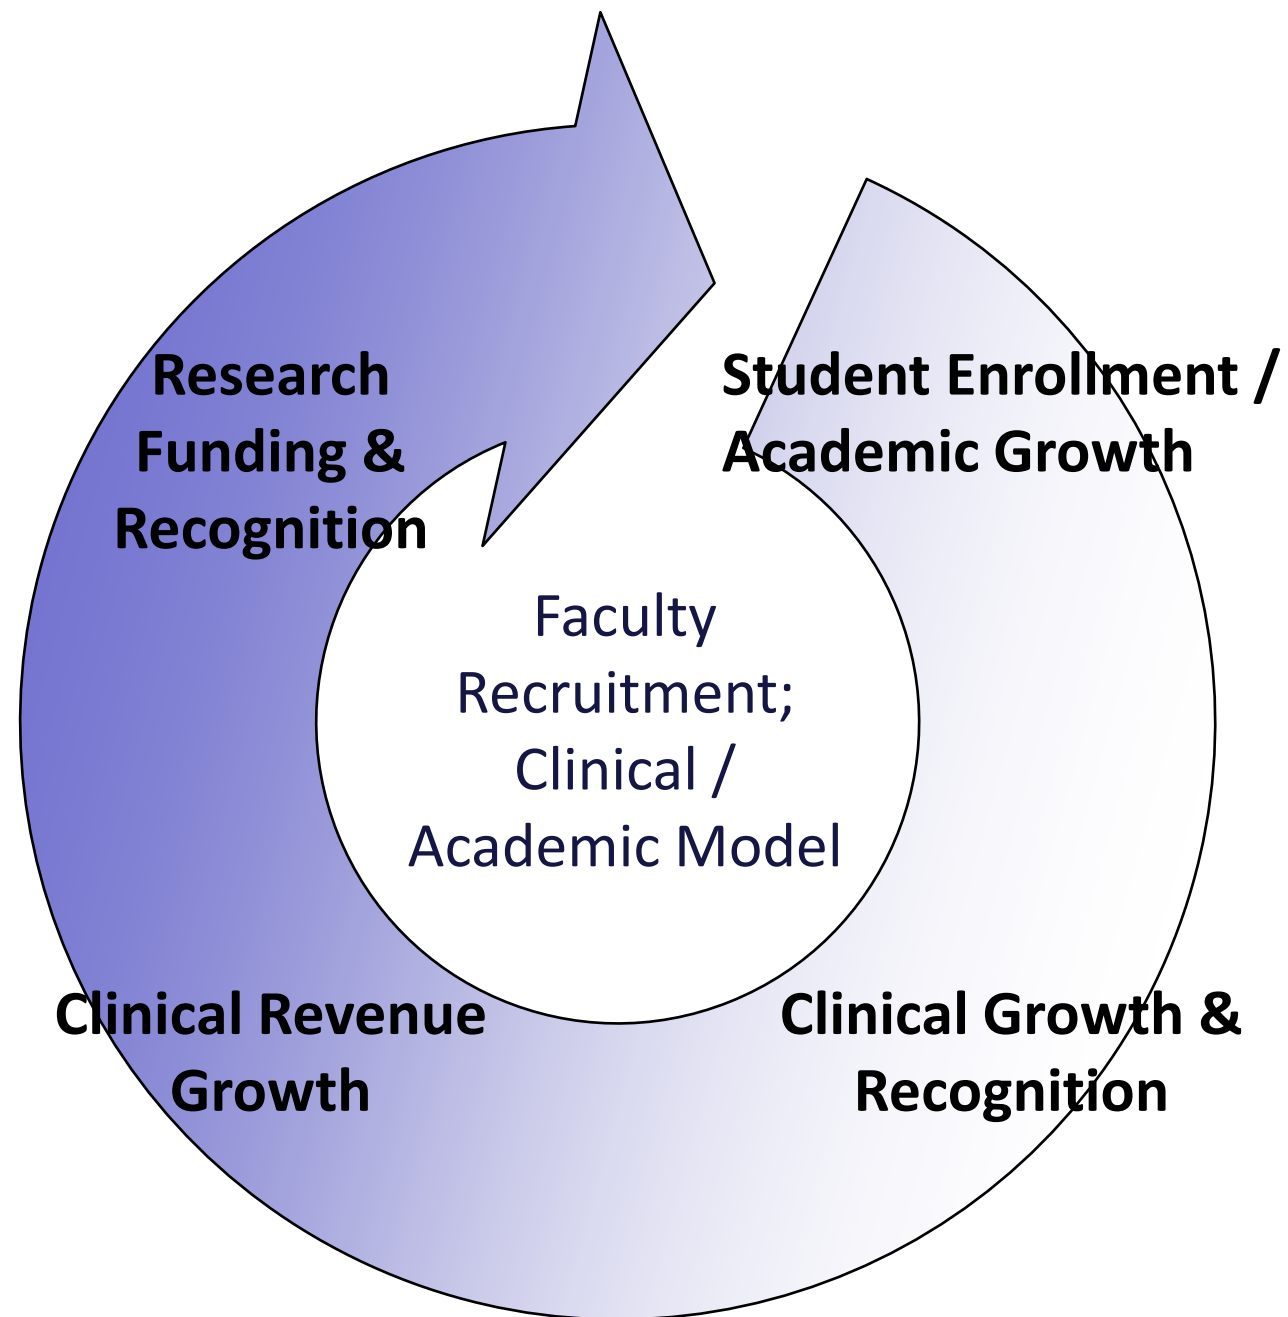 Research
Funding &
Recognition
Student Enrollment /
Academic Growth
Faculty
Recruitment;
Clinical /
Academic Model
Clinical Revenue
Growth
Clinical Growth &
Recognition